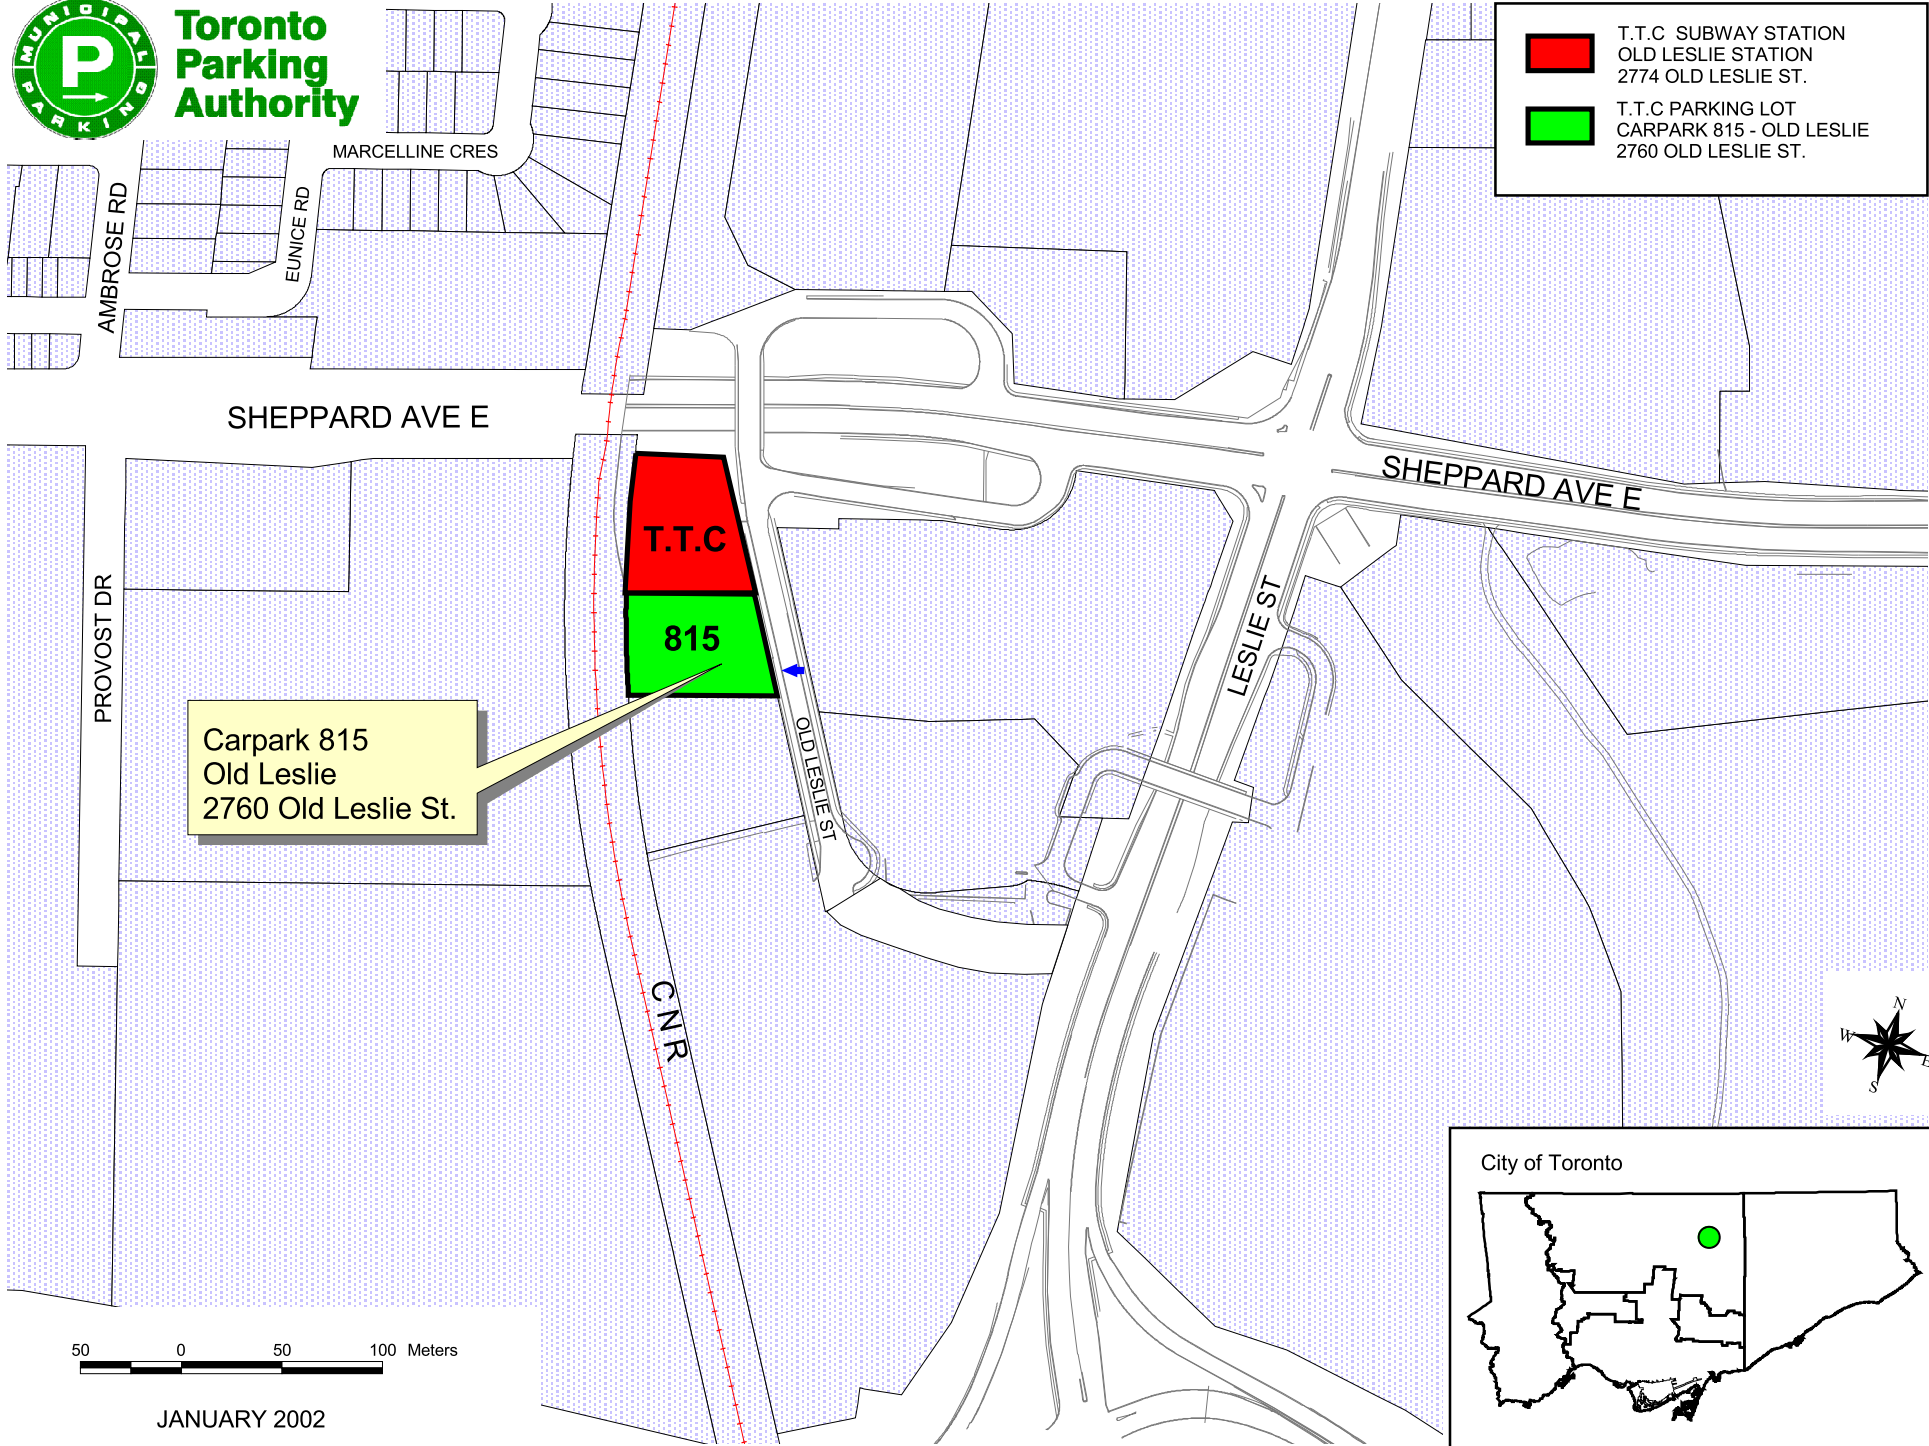 MUNICIPAL PARKING
P
Toronto
Parking
Authority
T.T.C SUBWAY STATION
OLD LESLIE STATION
2774 OLD LESLIE ST.
T.T.C PARKING LOT
CARPARK 815 - OLD LESLIE
2760 OLD LESLIE ST.
MARCELLINE CRES
AMBROSE RD
EUNICE RD
SHEPPARD AVE E
SHEPPARD AVE E
T.T.C
815
PROVOST DR
LESLIE ST
OLD LESLIE ST
Carpark 815
Old Leslie
2760 Old Leslie St.
C N R
N
W
E
S
City of Toronto
50 0 50 100 Meters
JANUARY 2002